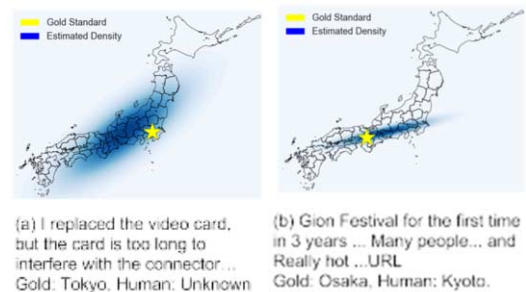 Gold Standard
Estimated Density
Gold Standard
Estimated Density
(a) I replaced the video card,
but the card is too long to
interfere with the connector...
Gold: Tokyo, Human: Unknown
(b) Gion Festival for the first time
in 3 years ... Many people... and
Really hot ...URL
Gold: Osaka, Human: Kyoto.